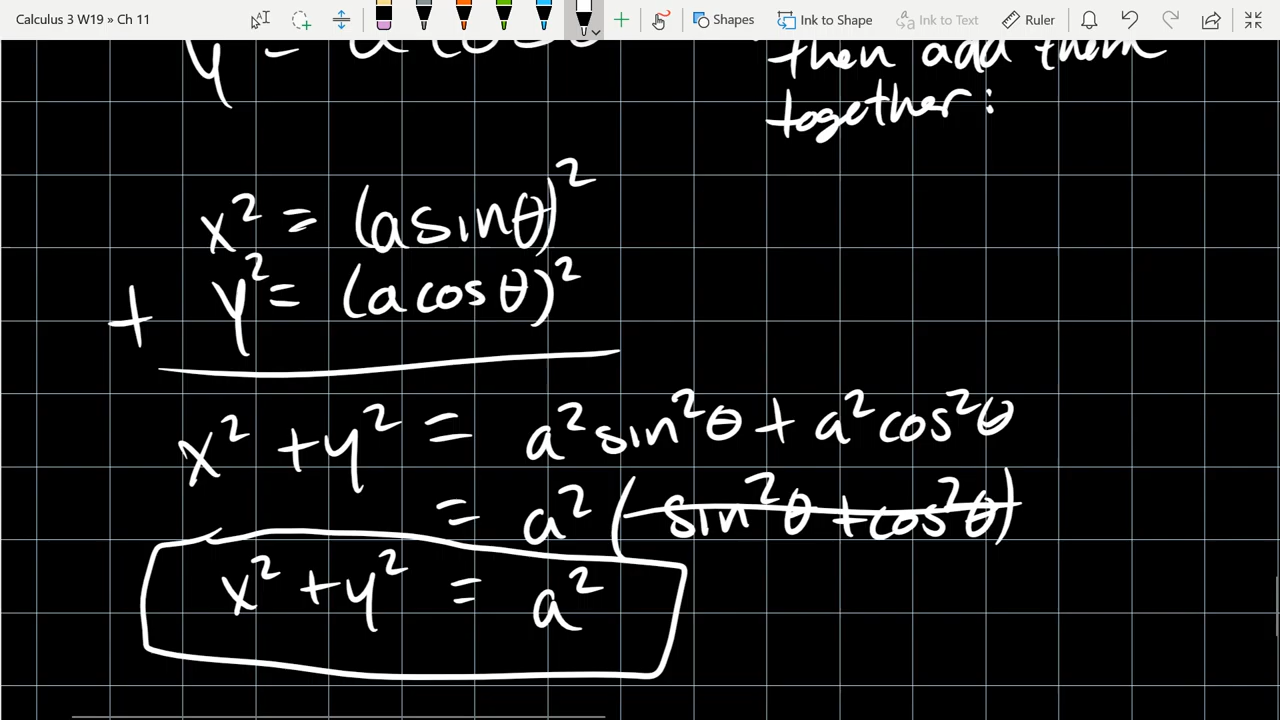 Calculus 3 W19 » Ch 11
Shapes
Ink to Shape
Ink to Text
Ruler
y = a cos θ
then add them
together:
x² = (a sin θ)²
+ y² = (a cos θ)²
x² + y² = a² sin² θ + a² cos² θ
= a² (sin² θ + cos² θ)
x² + y² = a²